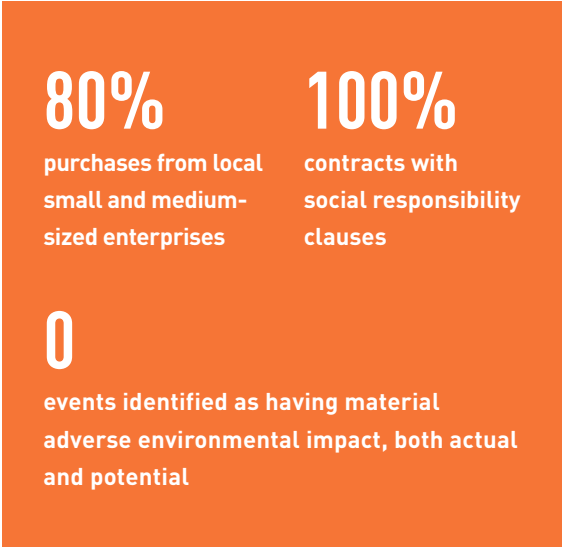 80%
purchases from local
small and medium-
sized enterprises
100%
contracts with
social responsibility
clauses
0
events identified as having material
adverse environmental impact, both actual
and potential